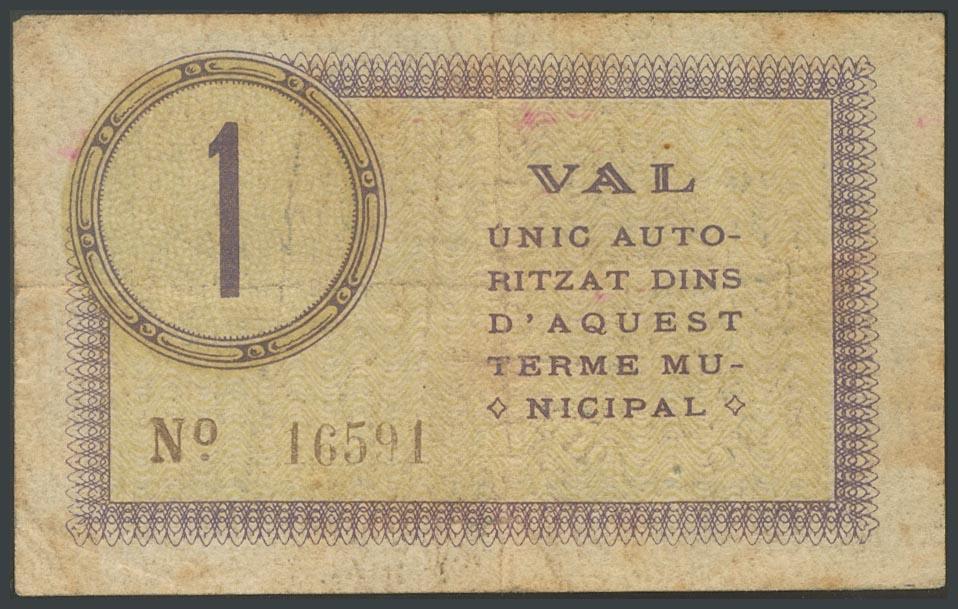 1
VAL
ÚNIC AUTO-
RITZAT DINS
D'AQUEST
TERME MU-
◇ NICIPAL ◇
Nº 16591